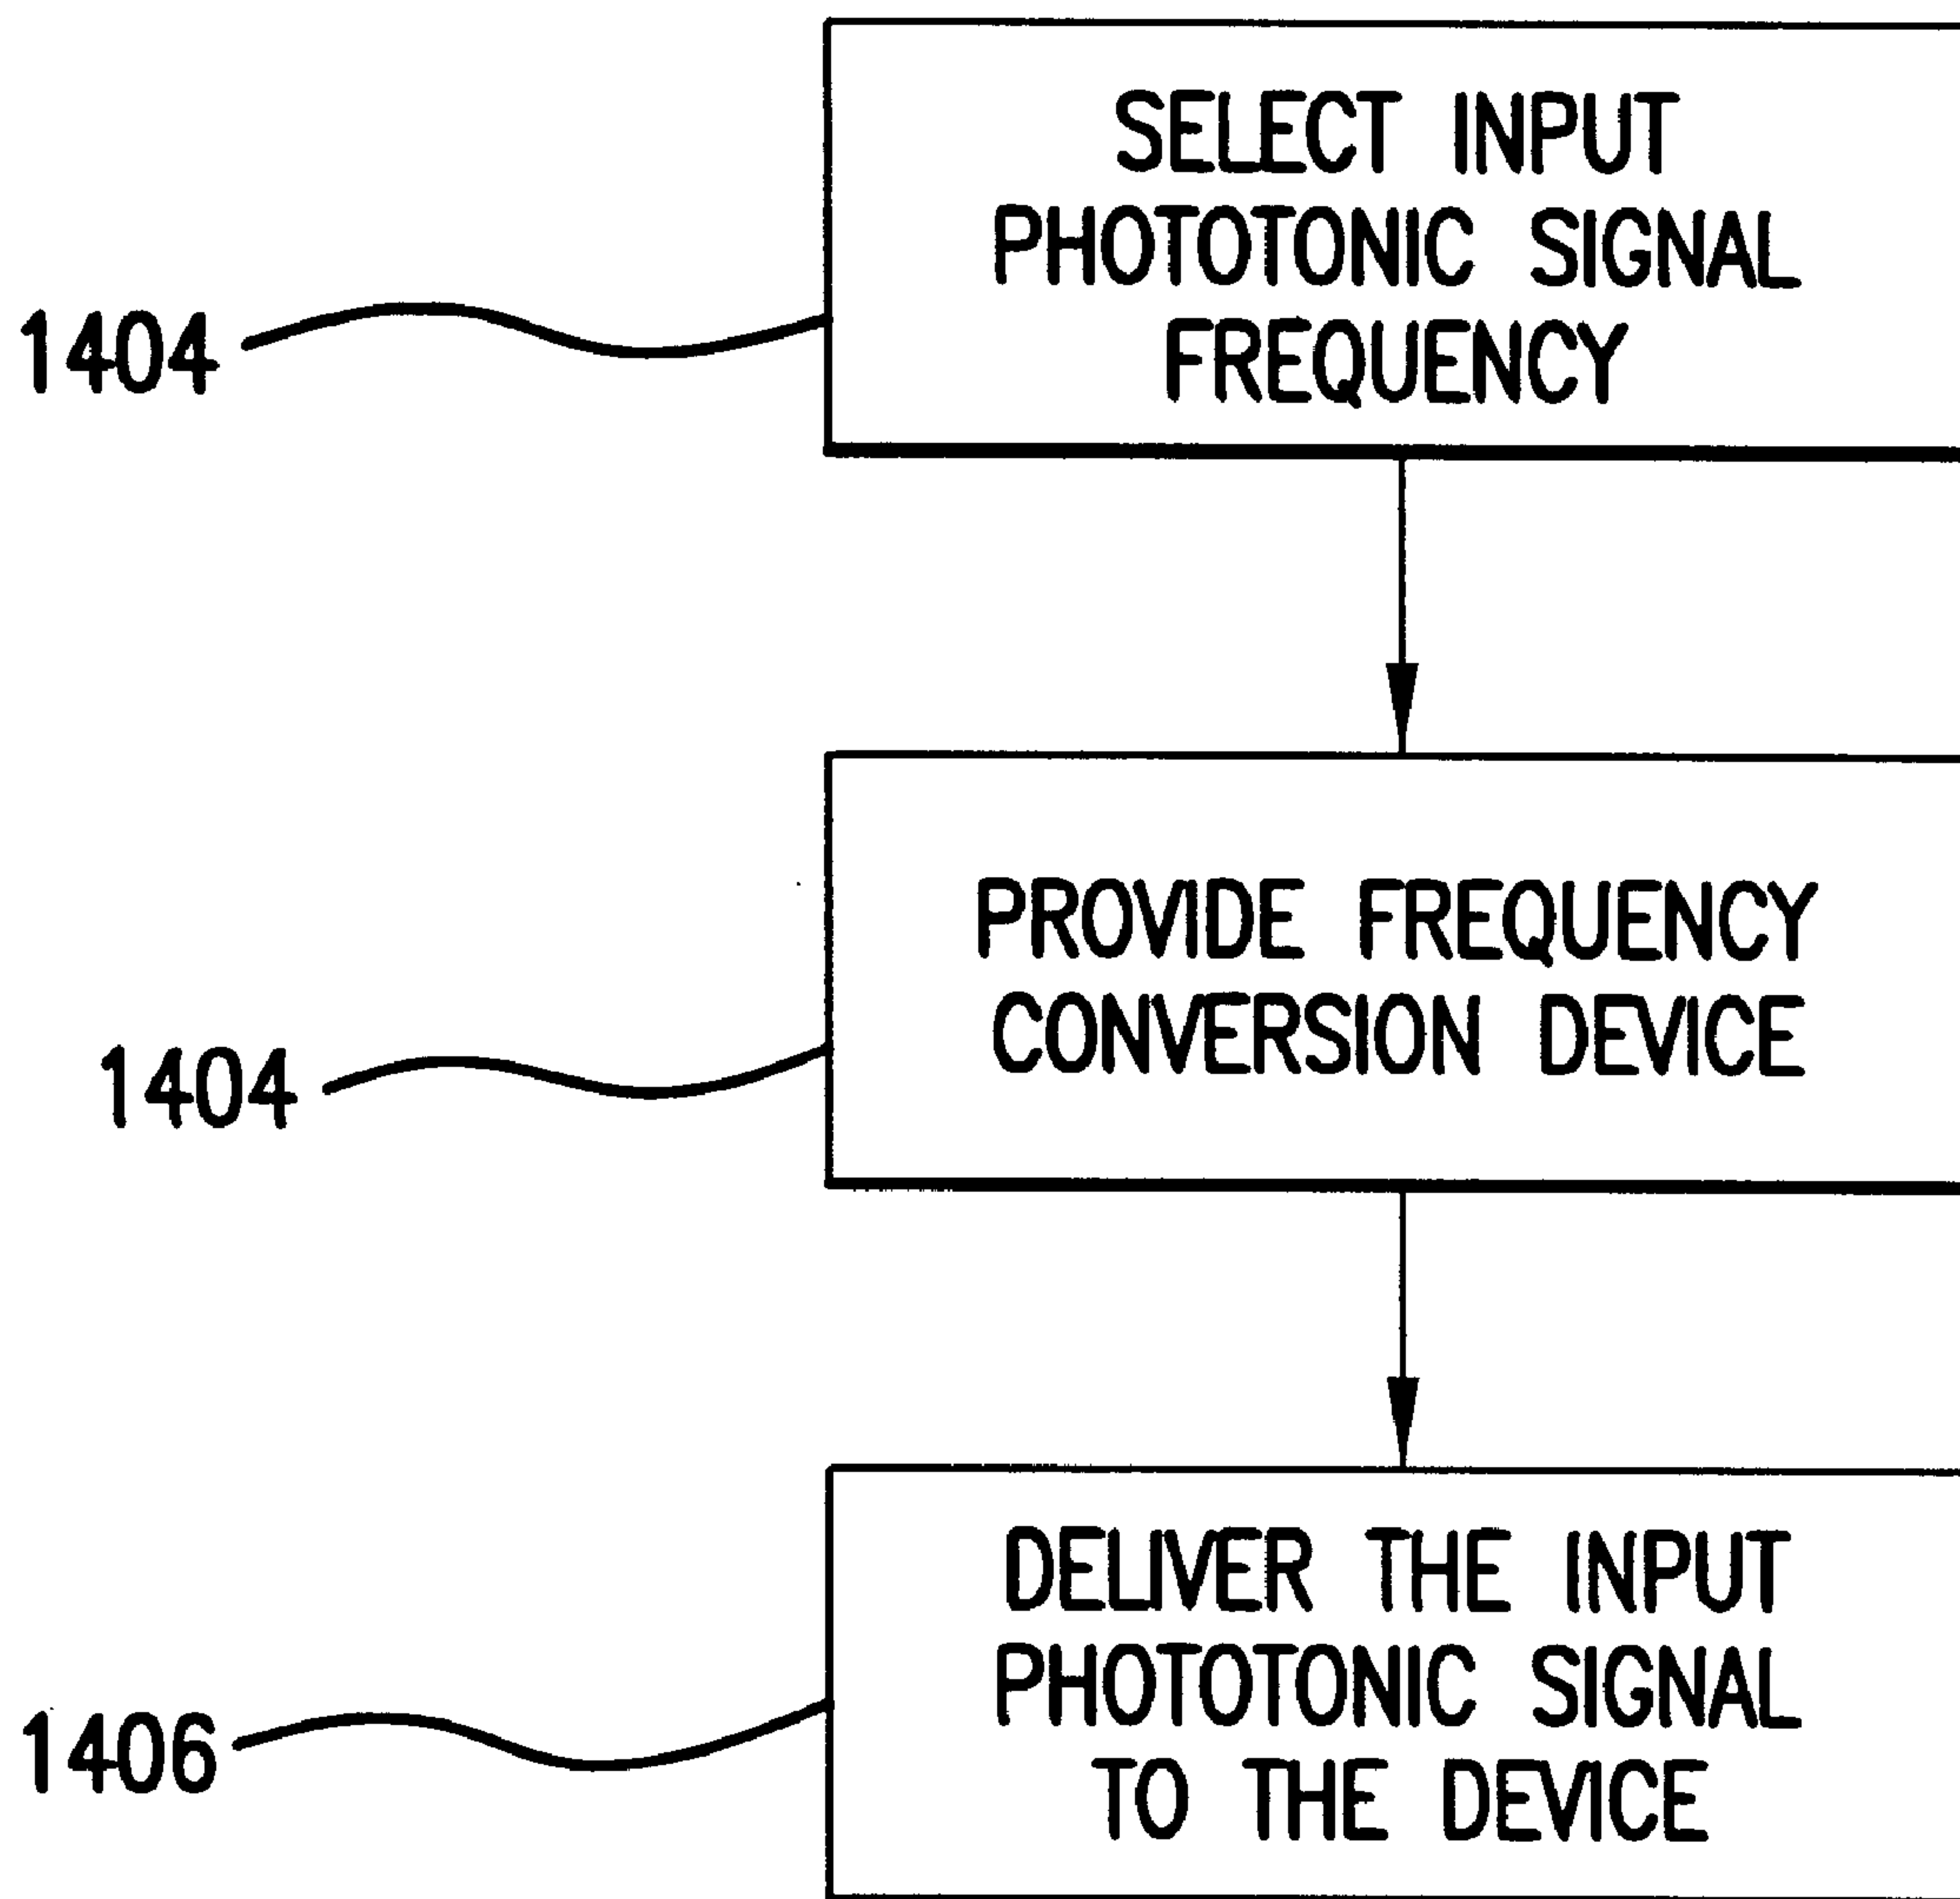 SELECT INPUT
PHOTOTONIC SIGNAL
FREQUENCY
1404
PROVIDE FREQUENCY
CONVERSION DEVICE
1404
DELIVER THE INPUT
PHOTOTONIC SIGNAL
TO THE DEVICE
1406